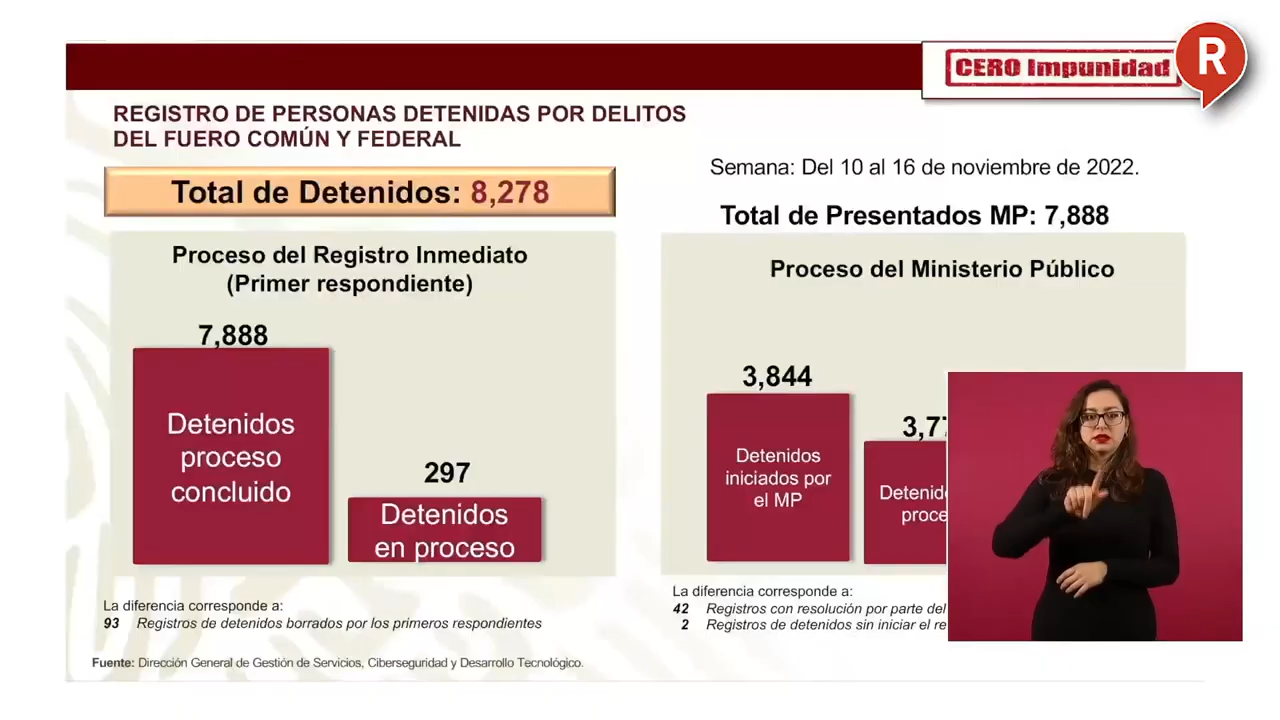 CERO Impunidad
R
REGISTRO DE PERSONAS DETENIDAS POR DELITOS
DEL FUERO COMÚN Y FEDERAL
Total de Detenidos: 8,278
Proceso del Registro Inmediato
(Primer respondiente)
7,888
Detenidos
proceso
concluido
297
Detenidos
en proceso
La diferencia corresponde a:
93 Registros de detenidos borrados por los primeros respondientes
Fuente: Dirección General de Gestión de Servicios, Ciberseguridad y Desarrollo Tecnológico.
Semana: Del 10 al 16 de noviembre de 2022.
Total de Presentados MP: 7,888
Proceso del Ministerio Público
3,844
Detenidos
iniciados por
el MP
La diferencia corresponde a:
42 Registros con resolución por parte del
2 Registros de detenidos sin iniciar el